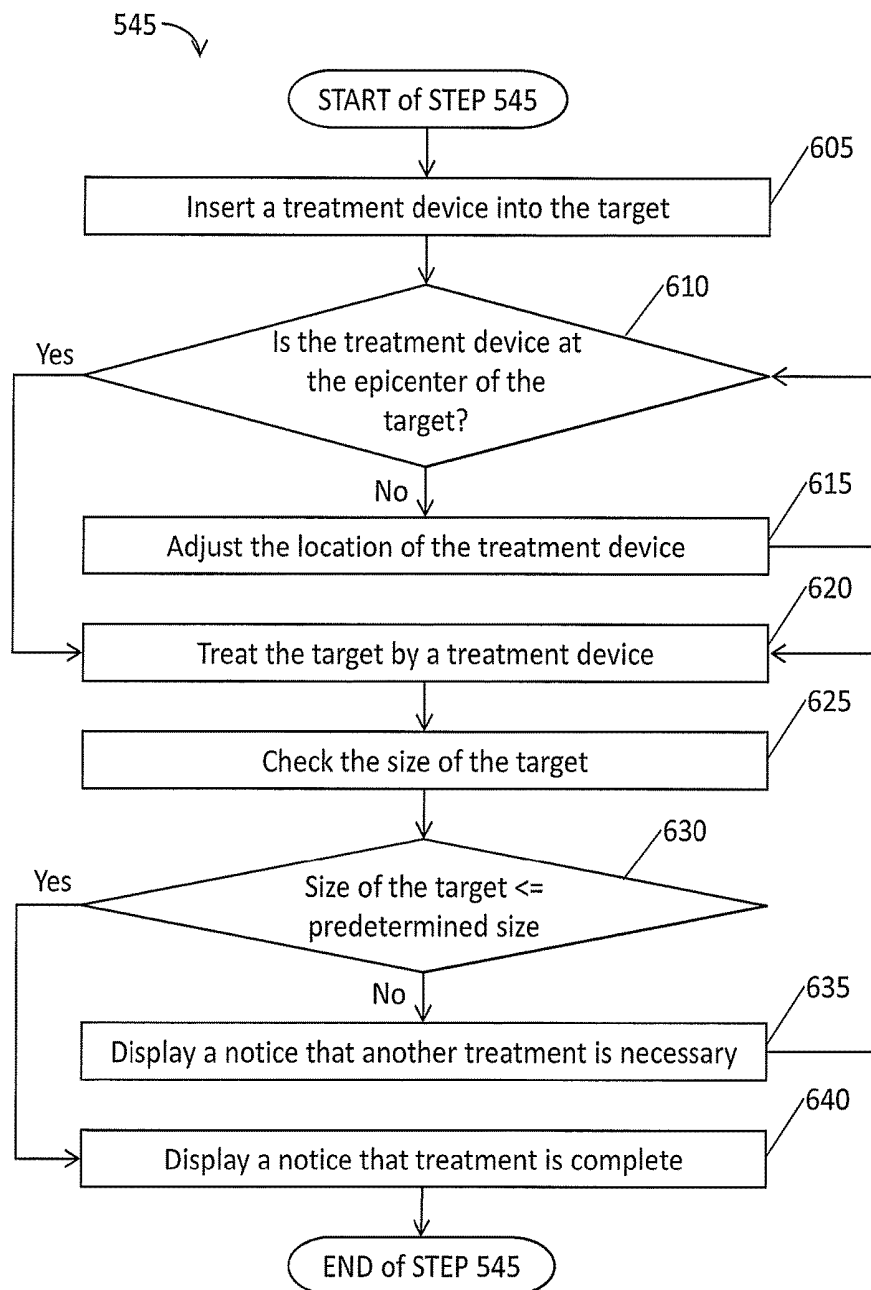 545
START of STEP 545
605
Insert a treatment device into the target
610
Yes
Is the treatment device at
the epicenter of the
target?
No
615
Adjust the location of the treatment device
620
Treat the target by a treatment device
625
Check the size of the target
630
Yes
Size of the target <=
predetermined size
No
635
Display a notice that another treatment is necessary
640
Display a notice that treatment is complete
END of STEP 545